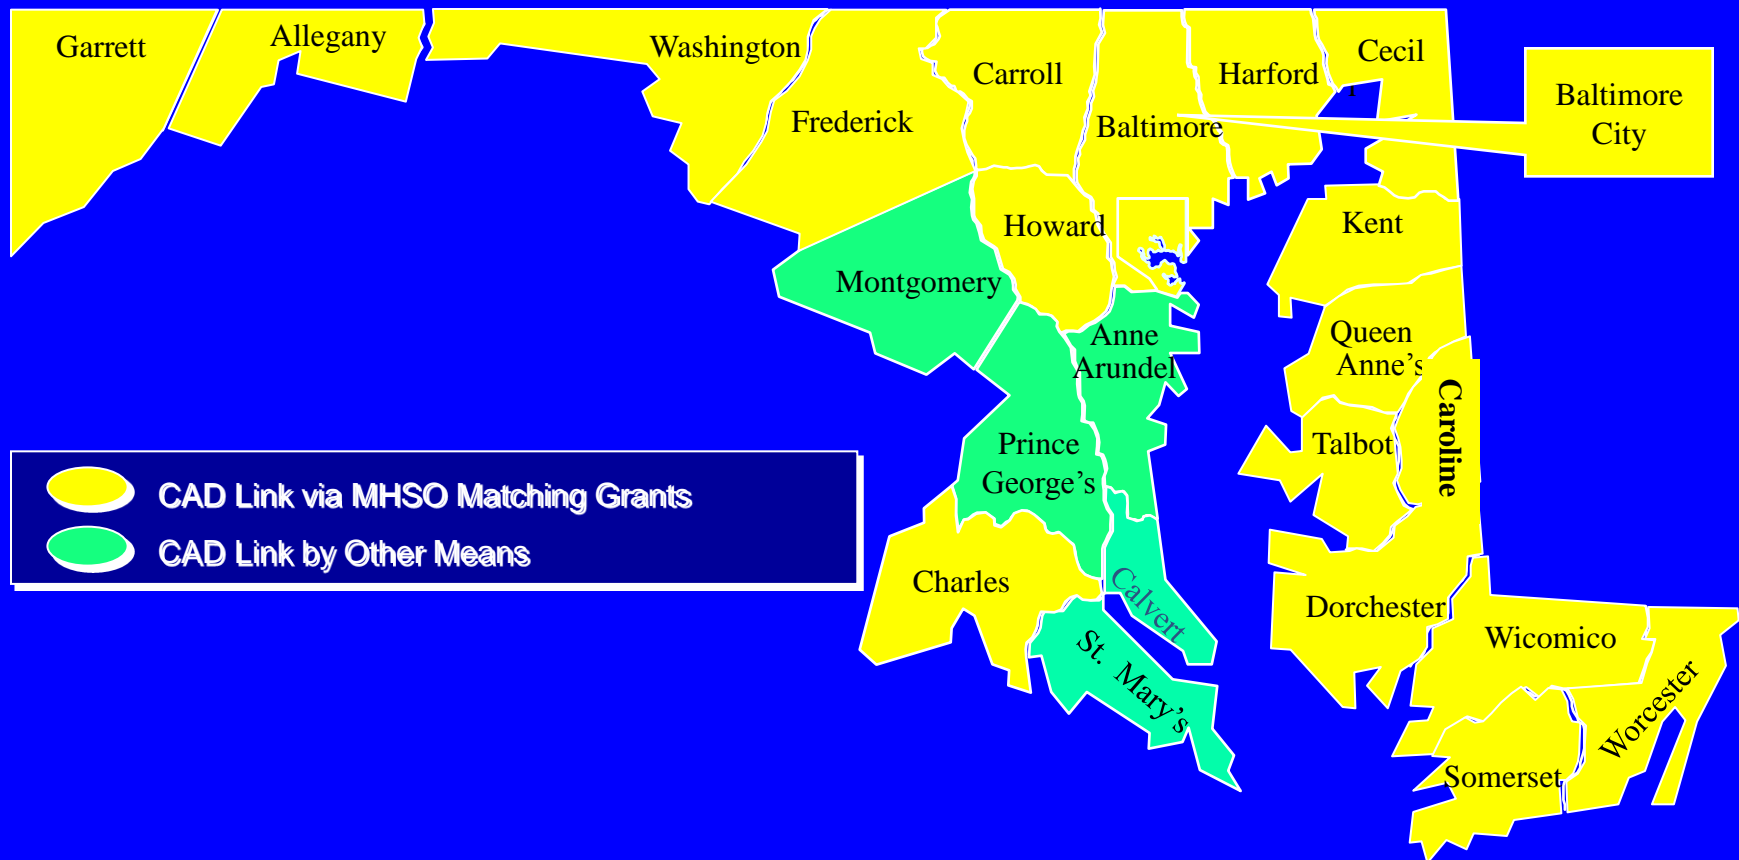 Garrett
Allegany
Washington
Frederick
Carroll
Baltimore
Harford
Cecil
Baltimore
City
Howard
Montgomery
Kent
Anne
Arundel
Queen
Anne’s
Caroline
Talbot
Prince
George’s
CAD Link via MHSO Matching Grants
CAD Link by Other Means
Charles
Calvert
St. Mary’s
Dorchester
Wicomico
Worcester
Somerset